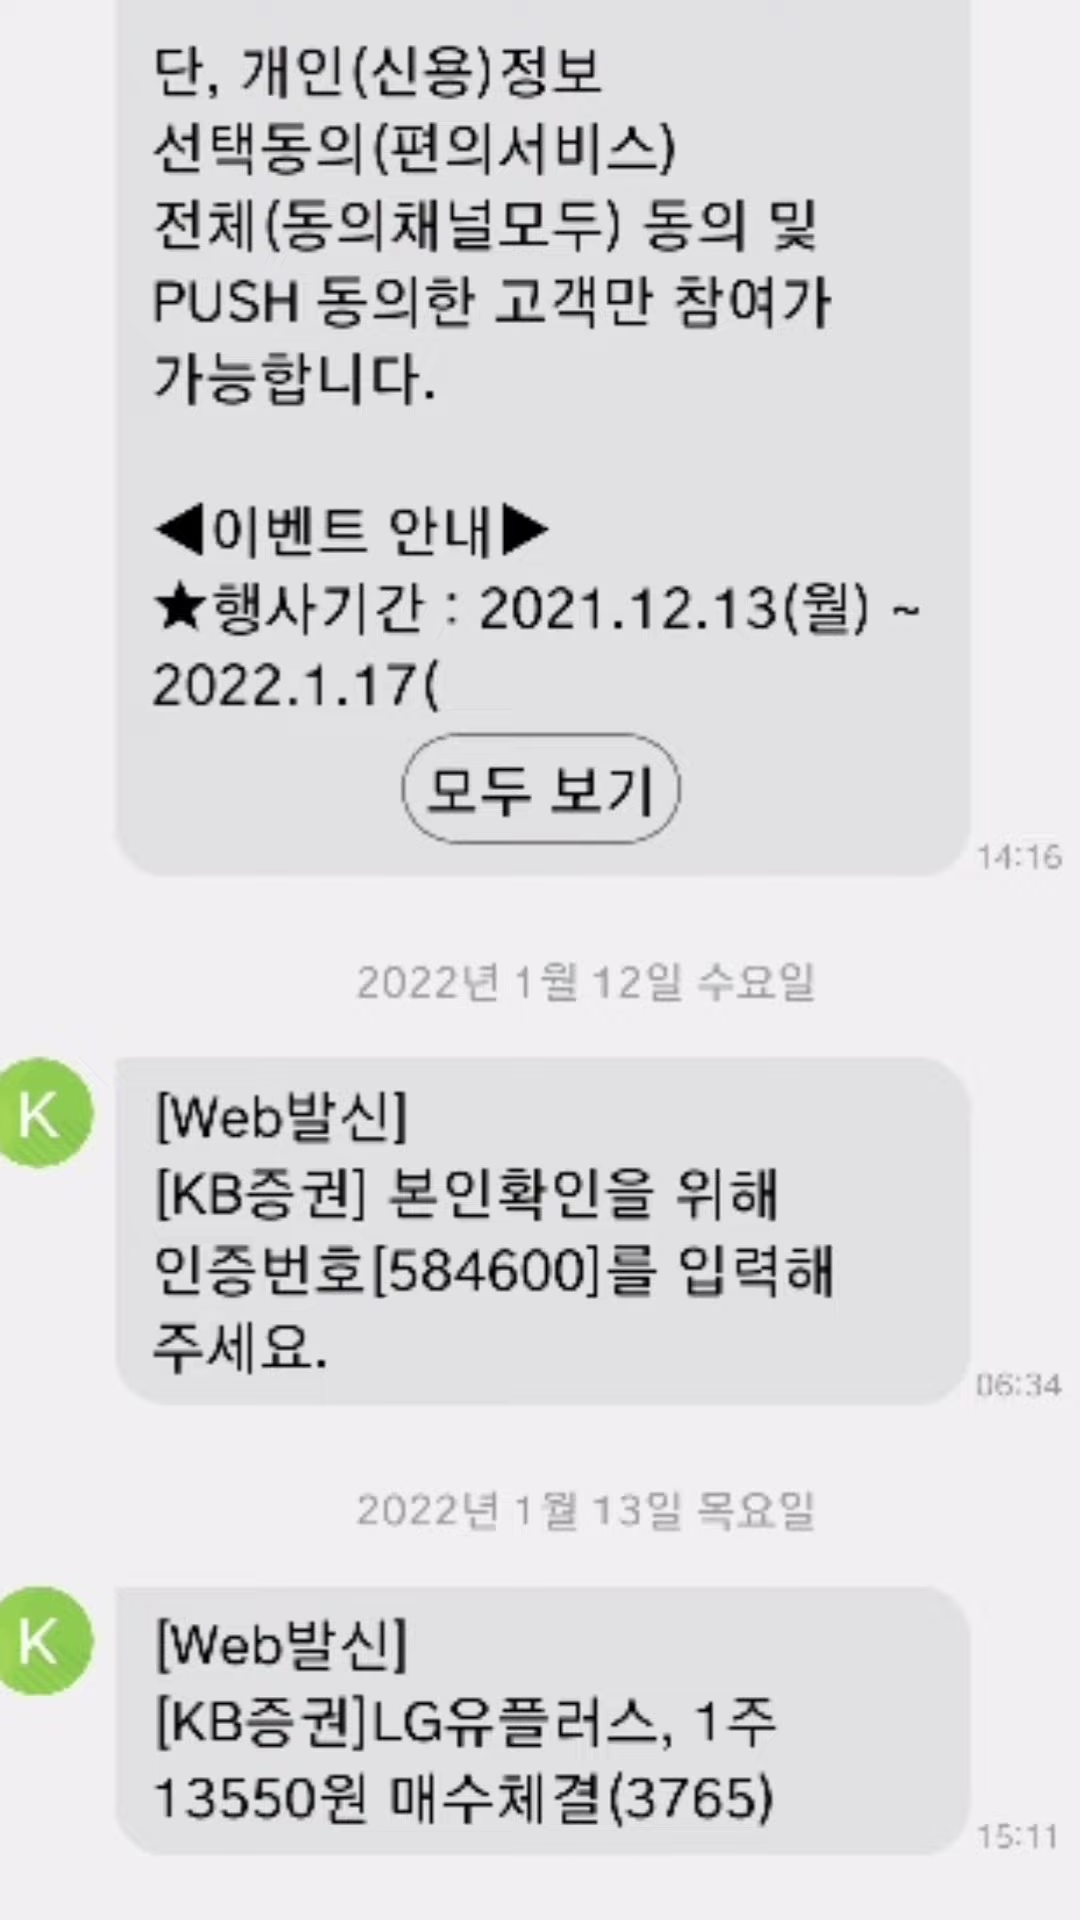 단, 개인(신용)정보
선택동의(편의서비스)
전체(동의채널모두) 동의 및
PUSH 동의한 고객만 참여가
가능합니다.
◀이벤트 안내▶
★행사기간 : 2021.12.13(월) ~
2022.1.17(
모두 보기
14:16
2022년 1월 12일 수요일
K
[Web발신]
[KB증권] 본인확인을 위해
인증번호[584600]를 입력해
주세요.
06:34
2022년 1월 13일 목요일
K
[Web발신]
[KB증권]LG유플러스, 1주
13550원 매수체결(3765)
15:11